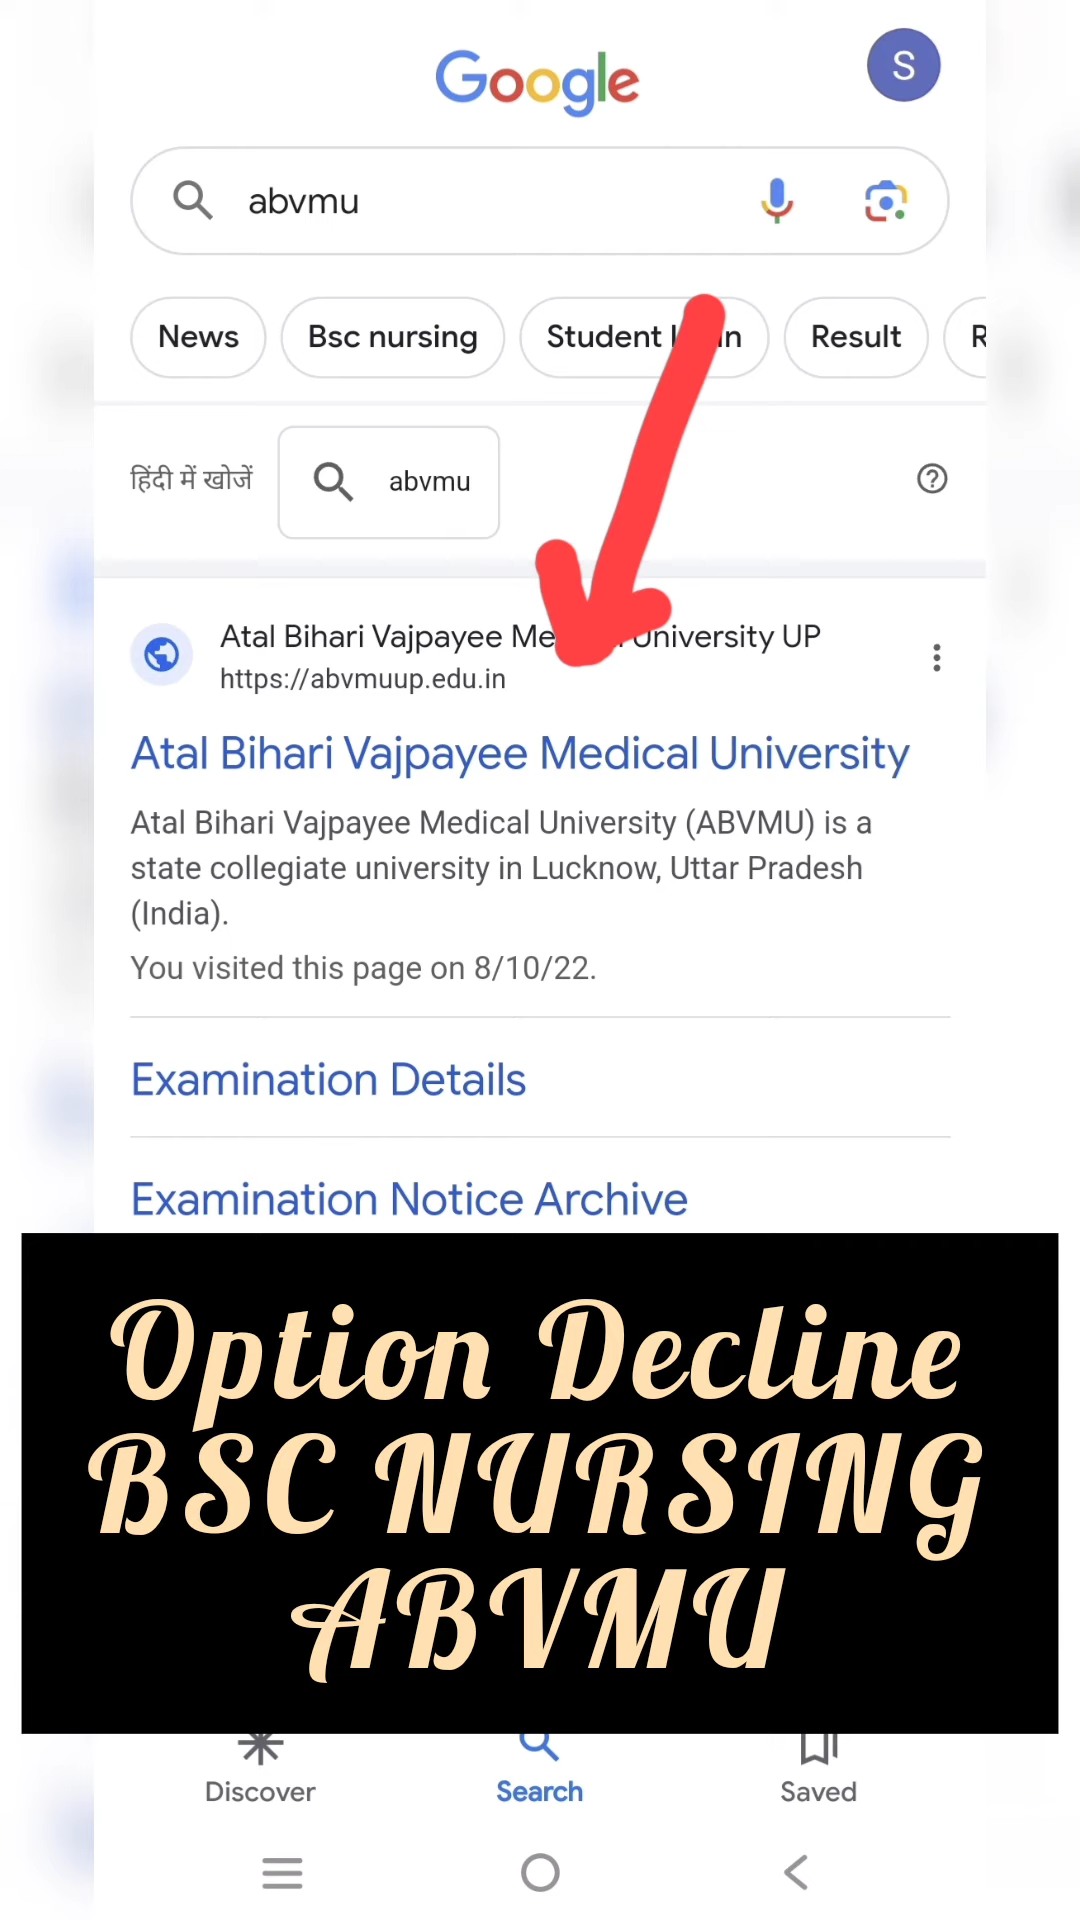 Google
S
abvmu
News
Bsc nursing
Student
Result
हिंदी में खोजें
abvmu
Atal Bihari Vajpayee University UP
https://abvmuup.edu.in
Atal Bihari Vajpayee Medical University
Atal Bihari Vajpayee Medical University (ABVMU) is a
state collegiate university in Lucknow, Uttar Pradesh
(India).
You visited this page on 8/10/22.
Examination Details
Examination Notice Archive
Option Decline
BSC NURSING
ABVMU
Discover
Search
Saved